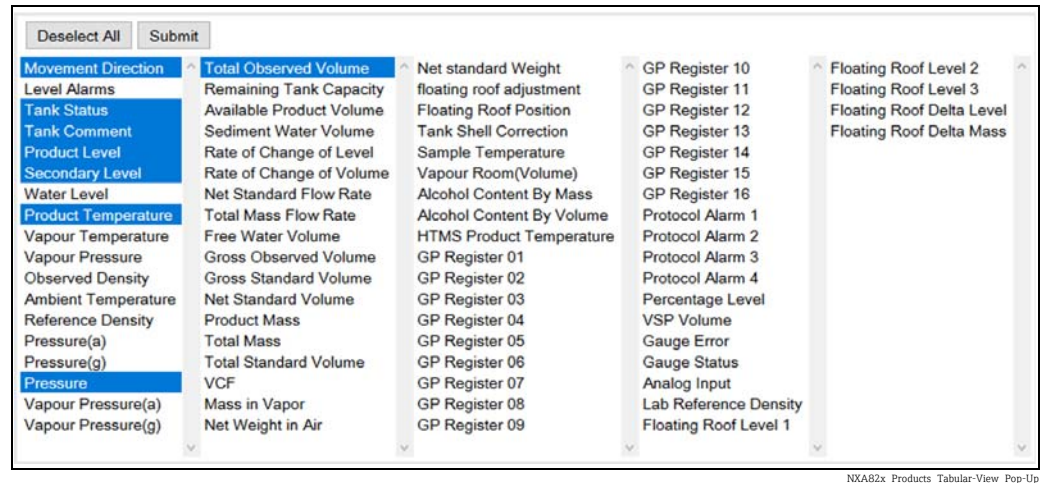 Deselect All
Submit
Movement Direction
Level Alarms
Tank Status
Tank Comment
Product Level
Secondary Level
Water Level
Product Temperature
Vapour Temperature
Vapour Pressure
Observed Density
Ambient Temperature
Reference Density
Pressure(a)
Pressure(g)
Pressure
Vapour Pressure(a)
Vapour Pressure(g)
Total Observed Volume
Remaining Tank Capacity
Available Product Volume
Sediment Water Volume
Rate of Change of Level
Rate of Change of Volume
Net Standard Flow Rate
Total Mass Flow Rate
Free Water Volume
Gross Observed Volume
Gross Standard Volume
Net Standard Volume
Product Mass
Total Mass
Total Standard Volume
VCF
Mass in Vapor
Net Weight in Air
Net standard Weight
floating roof adjustment
Floating Roof Position
Tank Shell Correction
Sample Temperature
Vapour Room(Volume)
Alcohol Content By Mass
Alcohol Content By Volume
HTMS Product Temperature
GP Register 01
GP Register 02
GP Register 03
GP Register 04
GP Register 05
GP Register 06
GP Register 07
GP Register 08
GP Register 09
GP Register 10
GP Register 11
GP Register 12
GP Register 13
GP Register 14
GP Register 15
GP Register 16
Protocol Alarm 1
Protocol Alarm 2
Protocol Alarm 3
Protocol Alarm 4
Percentage Level
VSP Volume
Gauge Error
Gauge Status
Analog Input
Lab Reference Density
Floating Roof Level 1
Floating Roof Level 2
Floating Roof Level 3
Floating Roof Delta Level
Floating Roof Delta Mass
NXA82x_Products_Tabular-View_Pop-Up